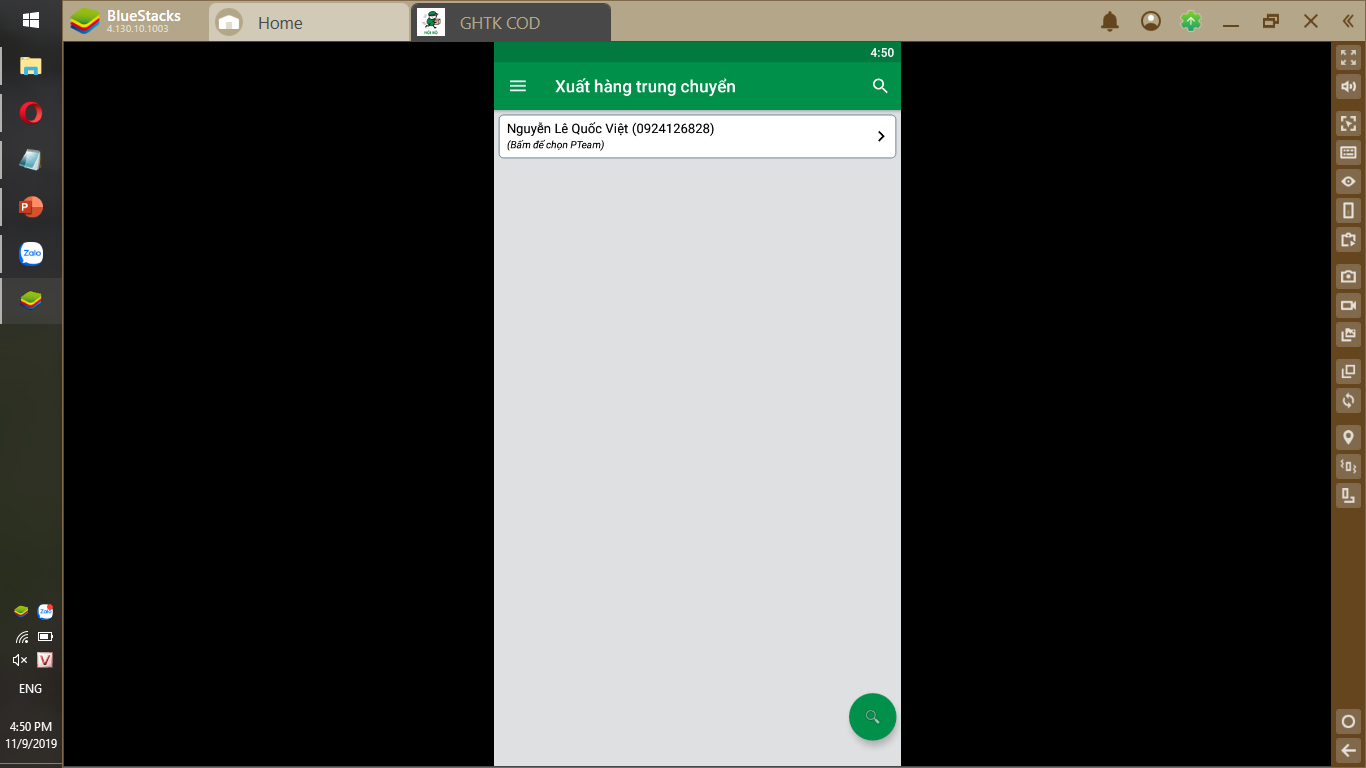 BlueStacks
4.130.10.1003
Home
GHTK COD
4:50
Xuất hàng trung chuyển
Nguyễn Lê Quốc Việt (0924126828)
(Bấm để chọn PTeam)
Zalo
ENG
4:50 PM
11/9/2019